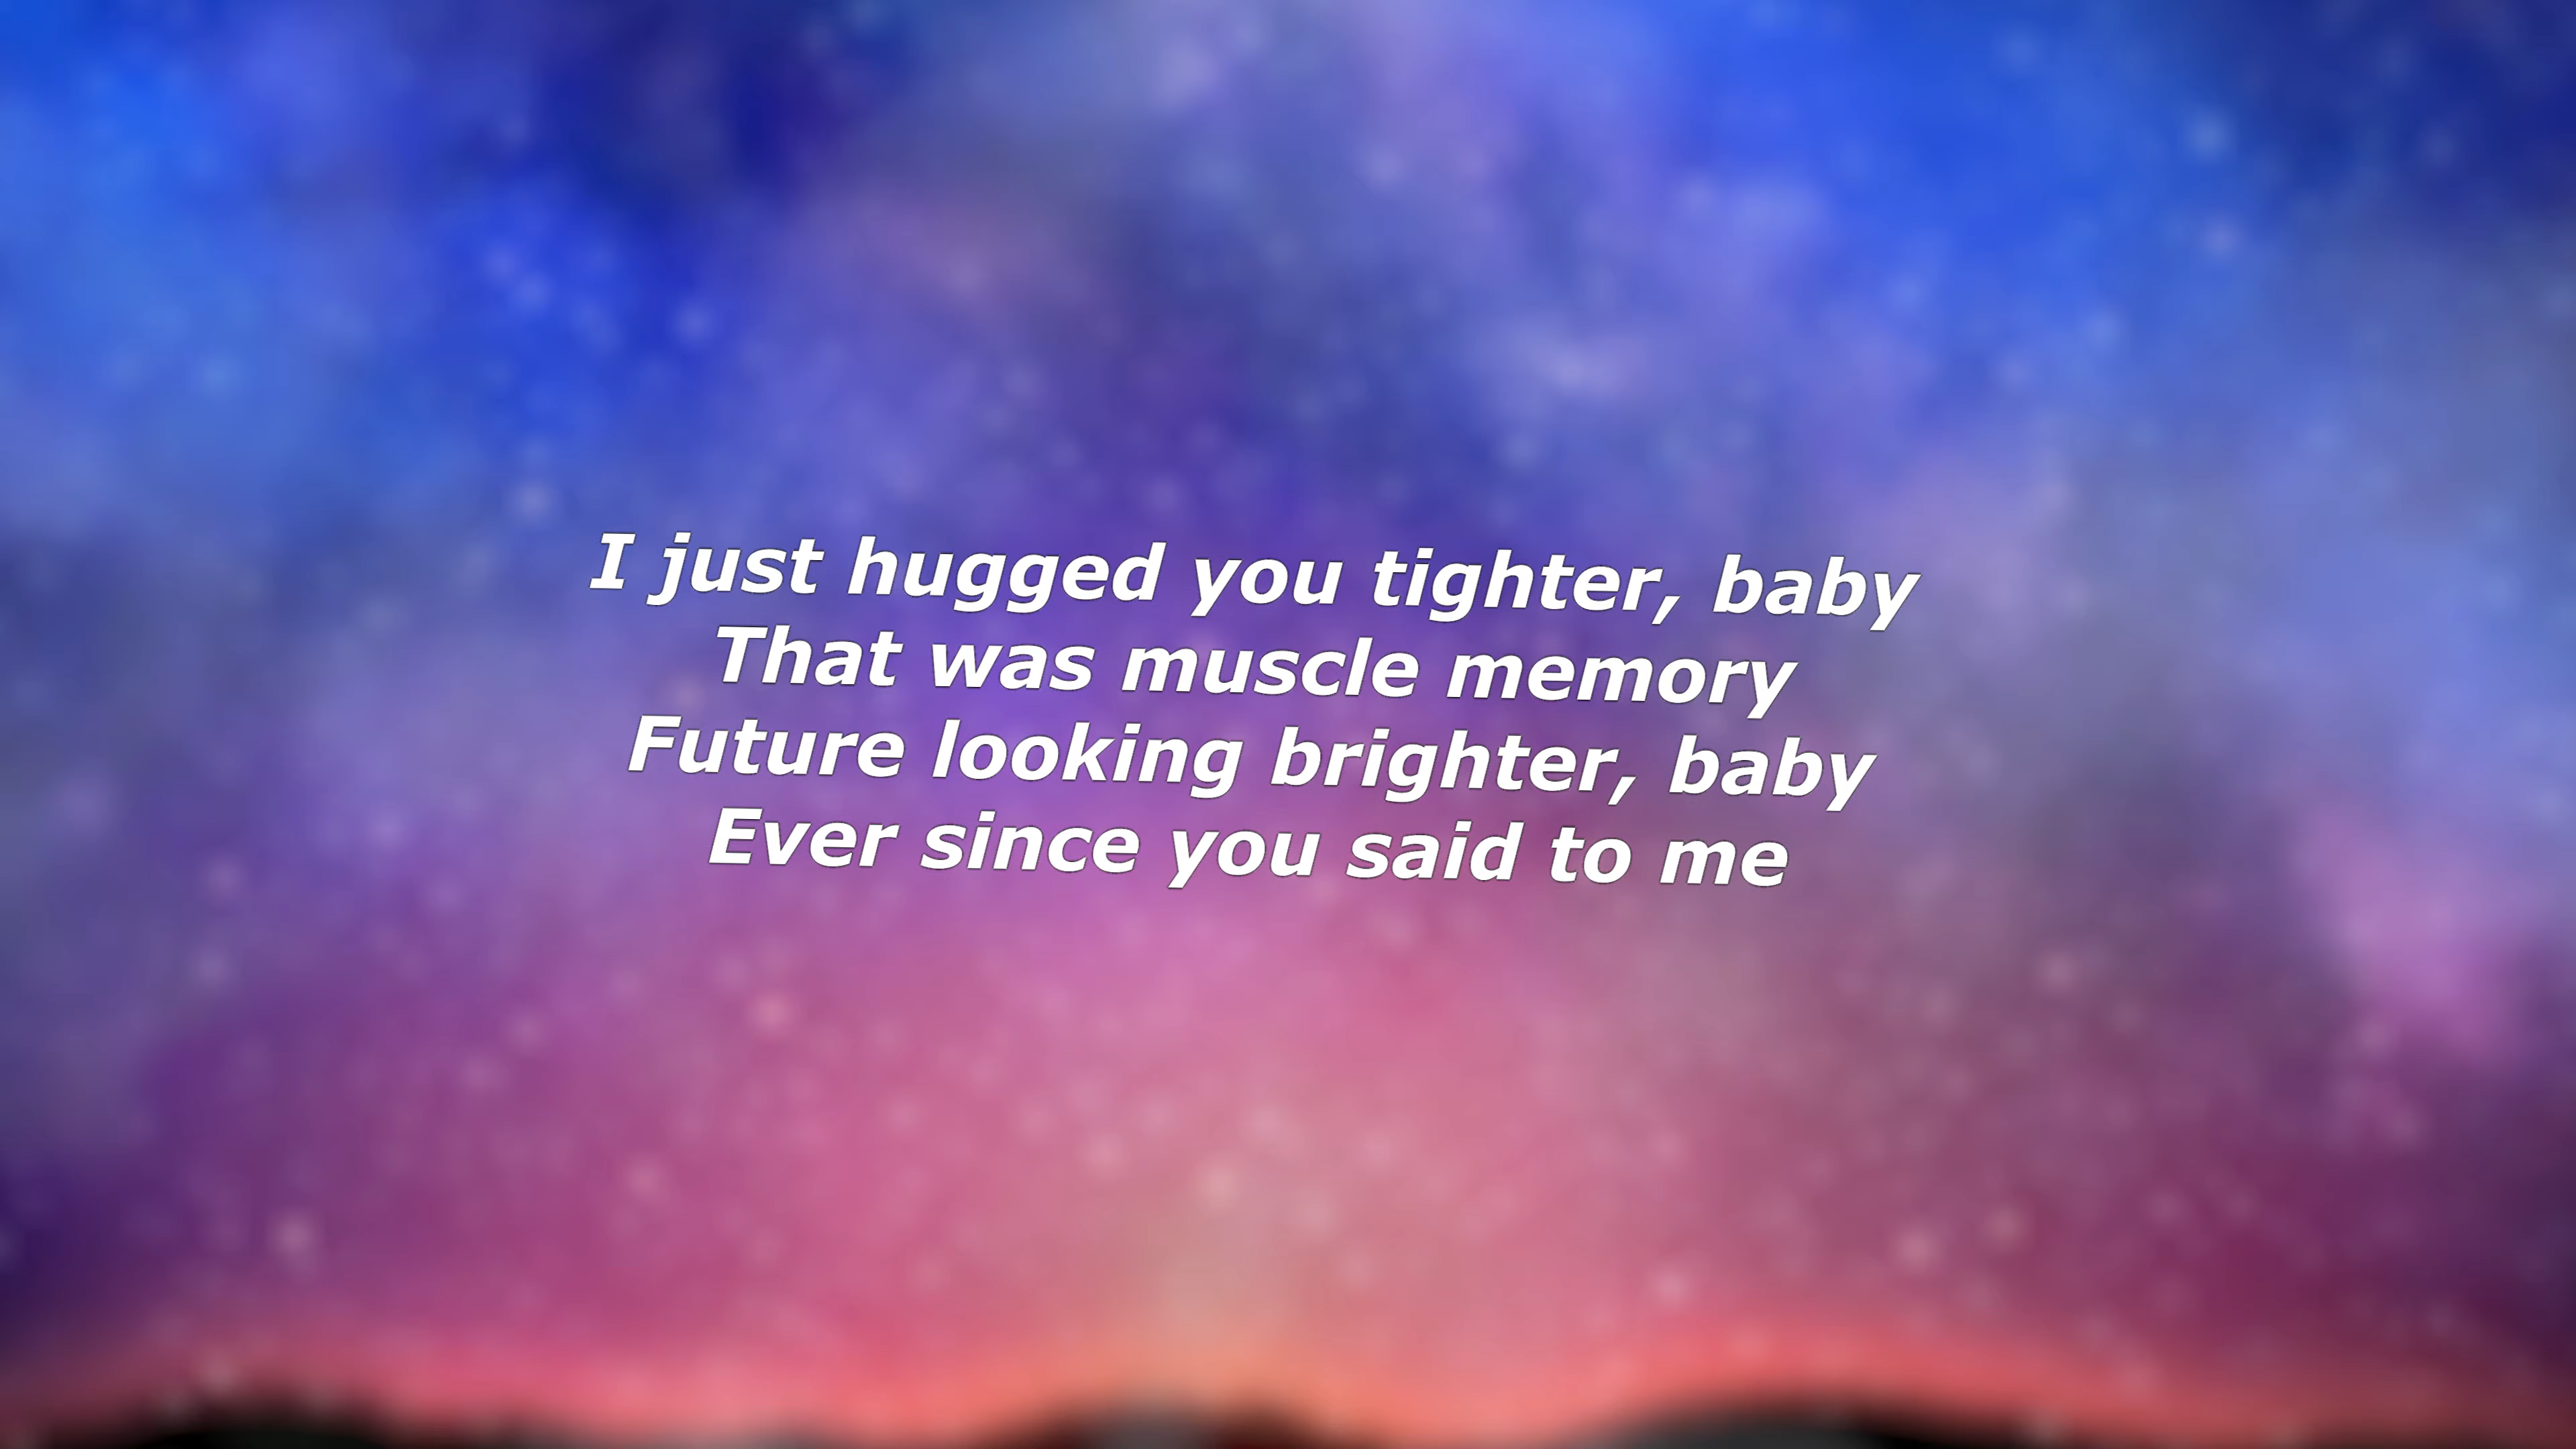 I just hugged you tighter, baby
That was muscle memory
Future looking brighter, baby
Ever since you said to me